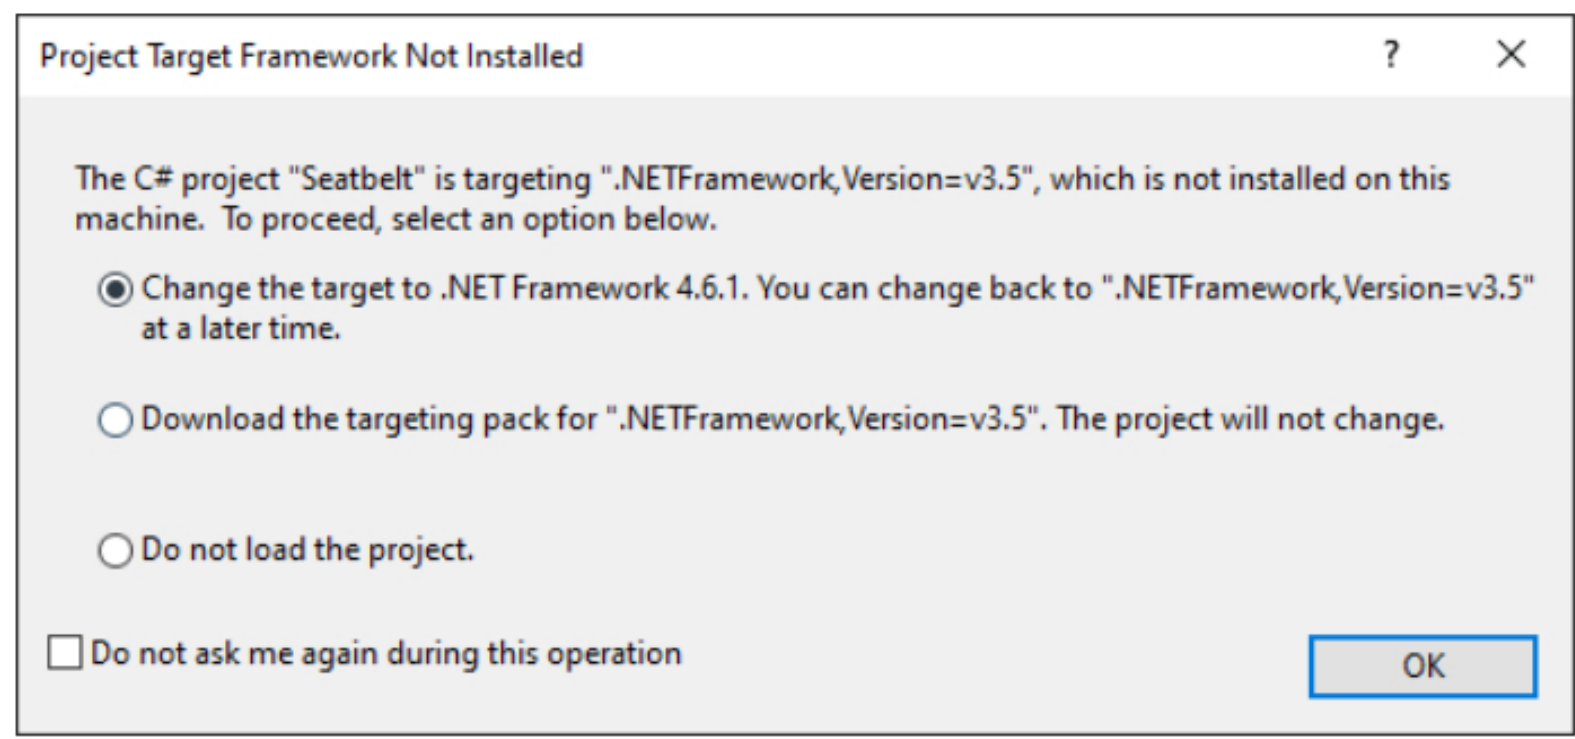 Project Target Framework Not Installed
?
The C# project "Seatbelt" is targeting ".NETFramework,Version=v3.5", which is not installed on this
machine.  To proceed, select an option below.
Change the target to .NET Framework 4.6.1. You can change back to ".NETFramework,Version=v3.5"
at a later time.
Download the targeting pack for ".NETFramework,Version=v3.5". The project will not change.
Do not load the project.
Do not ask me again during this operation
OK